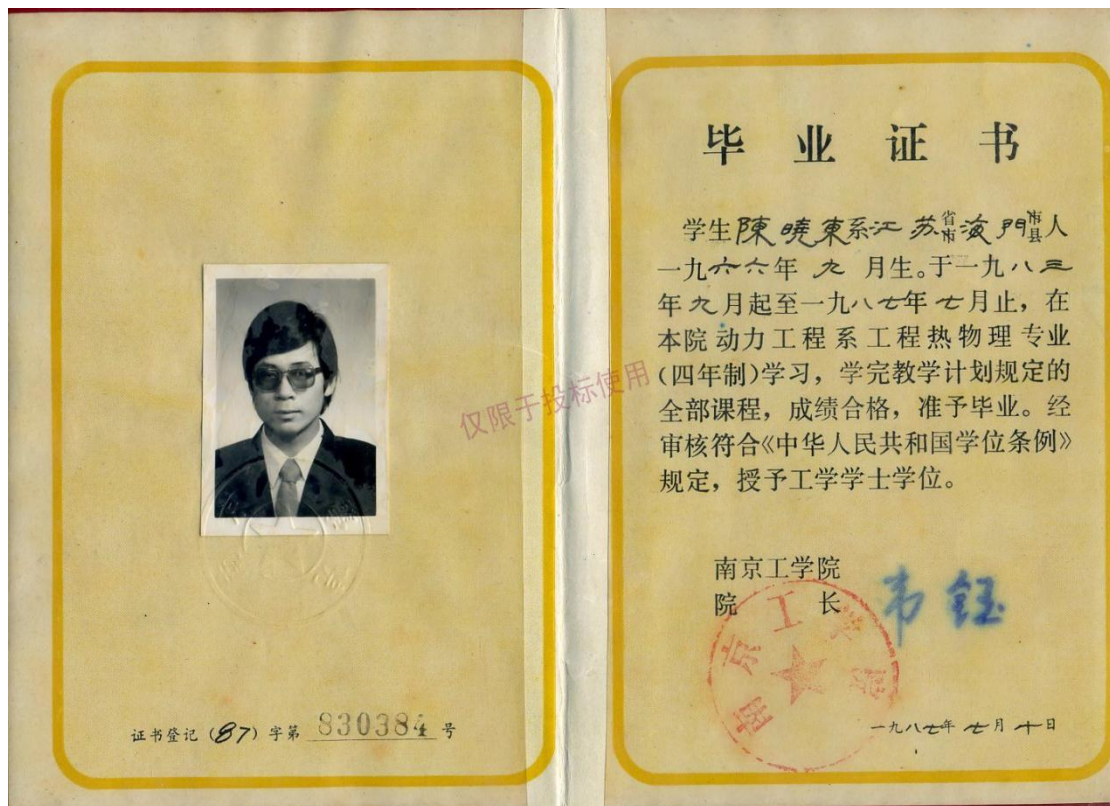 证书登记(87)字第 830384 号
毕业证书
学生陳曉東系江苏省市海門市县人
一九六六年九月生。于一九八三
年九月起至一九八七年七月止，在
本院动力工程系工程热物理专业
(四年制)学习，学完教学计划规定的
全部课程，成绩合格，准予毕业。经
审核符合《中华人民共和国学位条例》
规定，授予工学学士学位。
南京工学院
院长 韦钰
南京工学院
一九八七年七月十日
仅限于投标使用